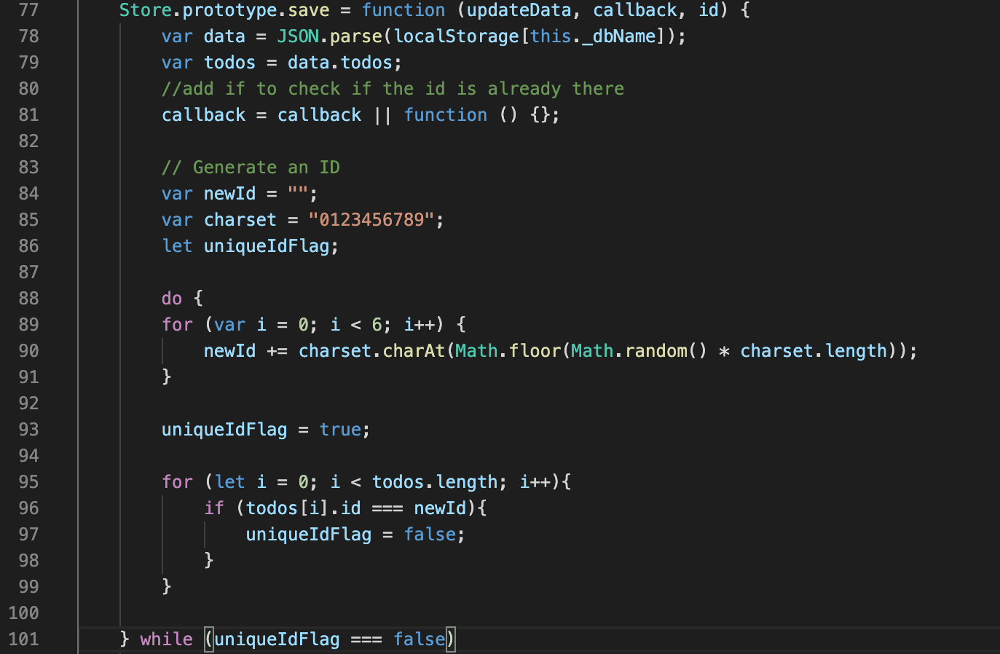 77 Store.prototype.save = function (updateData, callback, id) {
78 var data = JSON.parse(localStorage[this._dbName]);
79 var todos = data.todos;
80 //add if to check if the id is already there
81 callback = callback || function () {};
82
83 // Generate an ID
84 var newId = "";
85 var charset = "0123456789";
86 let uniqueIdFlag;
87
88 do {
89 for (var i = 0; i < 6; i++) {
90 newId += charset.charAt(Math.floor(Math.random() * charset.length));
91 }
92
93 uniqueIdFlag = true;
94
95 for (let i = 0; i < todos.length; i++){
96 if (todos[i].id === newId){
97 uniqueIdFlag = false;
98 }
99 }
100
101 } while (uniqueIdFlag === false)